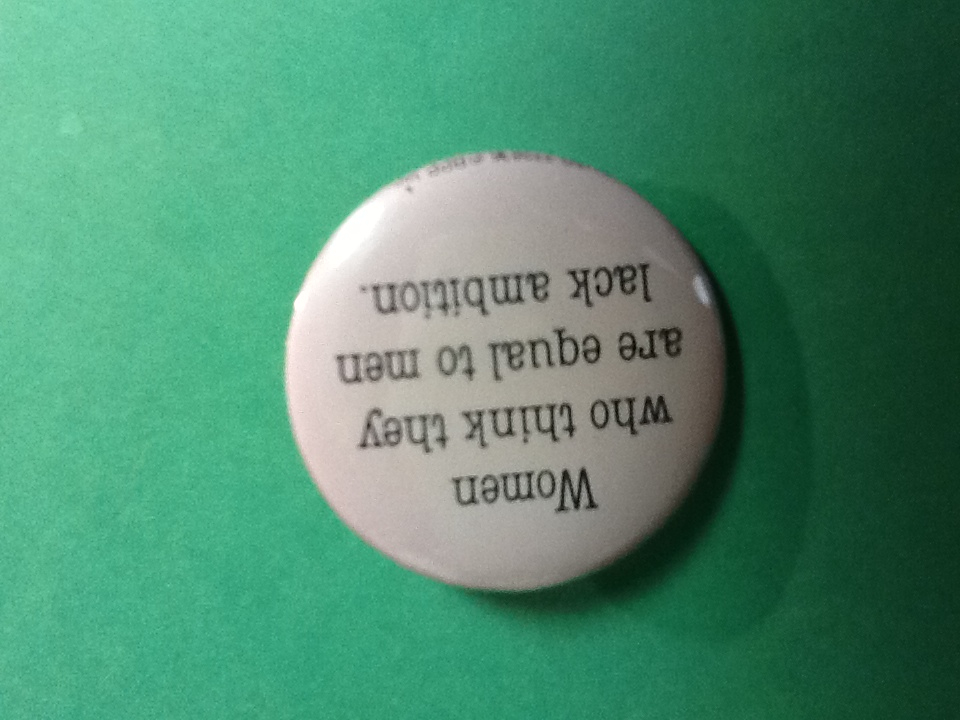 Women
who think they
are equal to men
lack ambition.